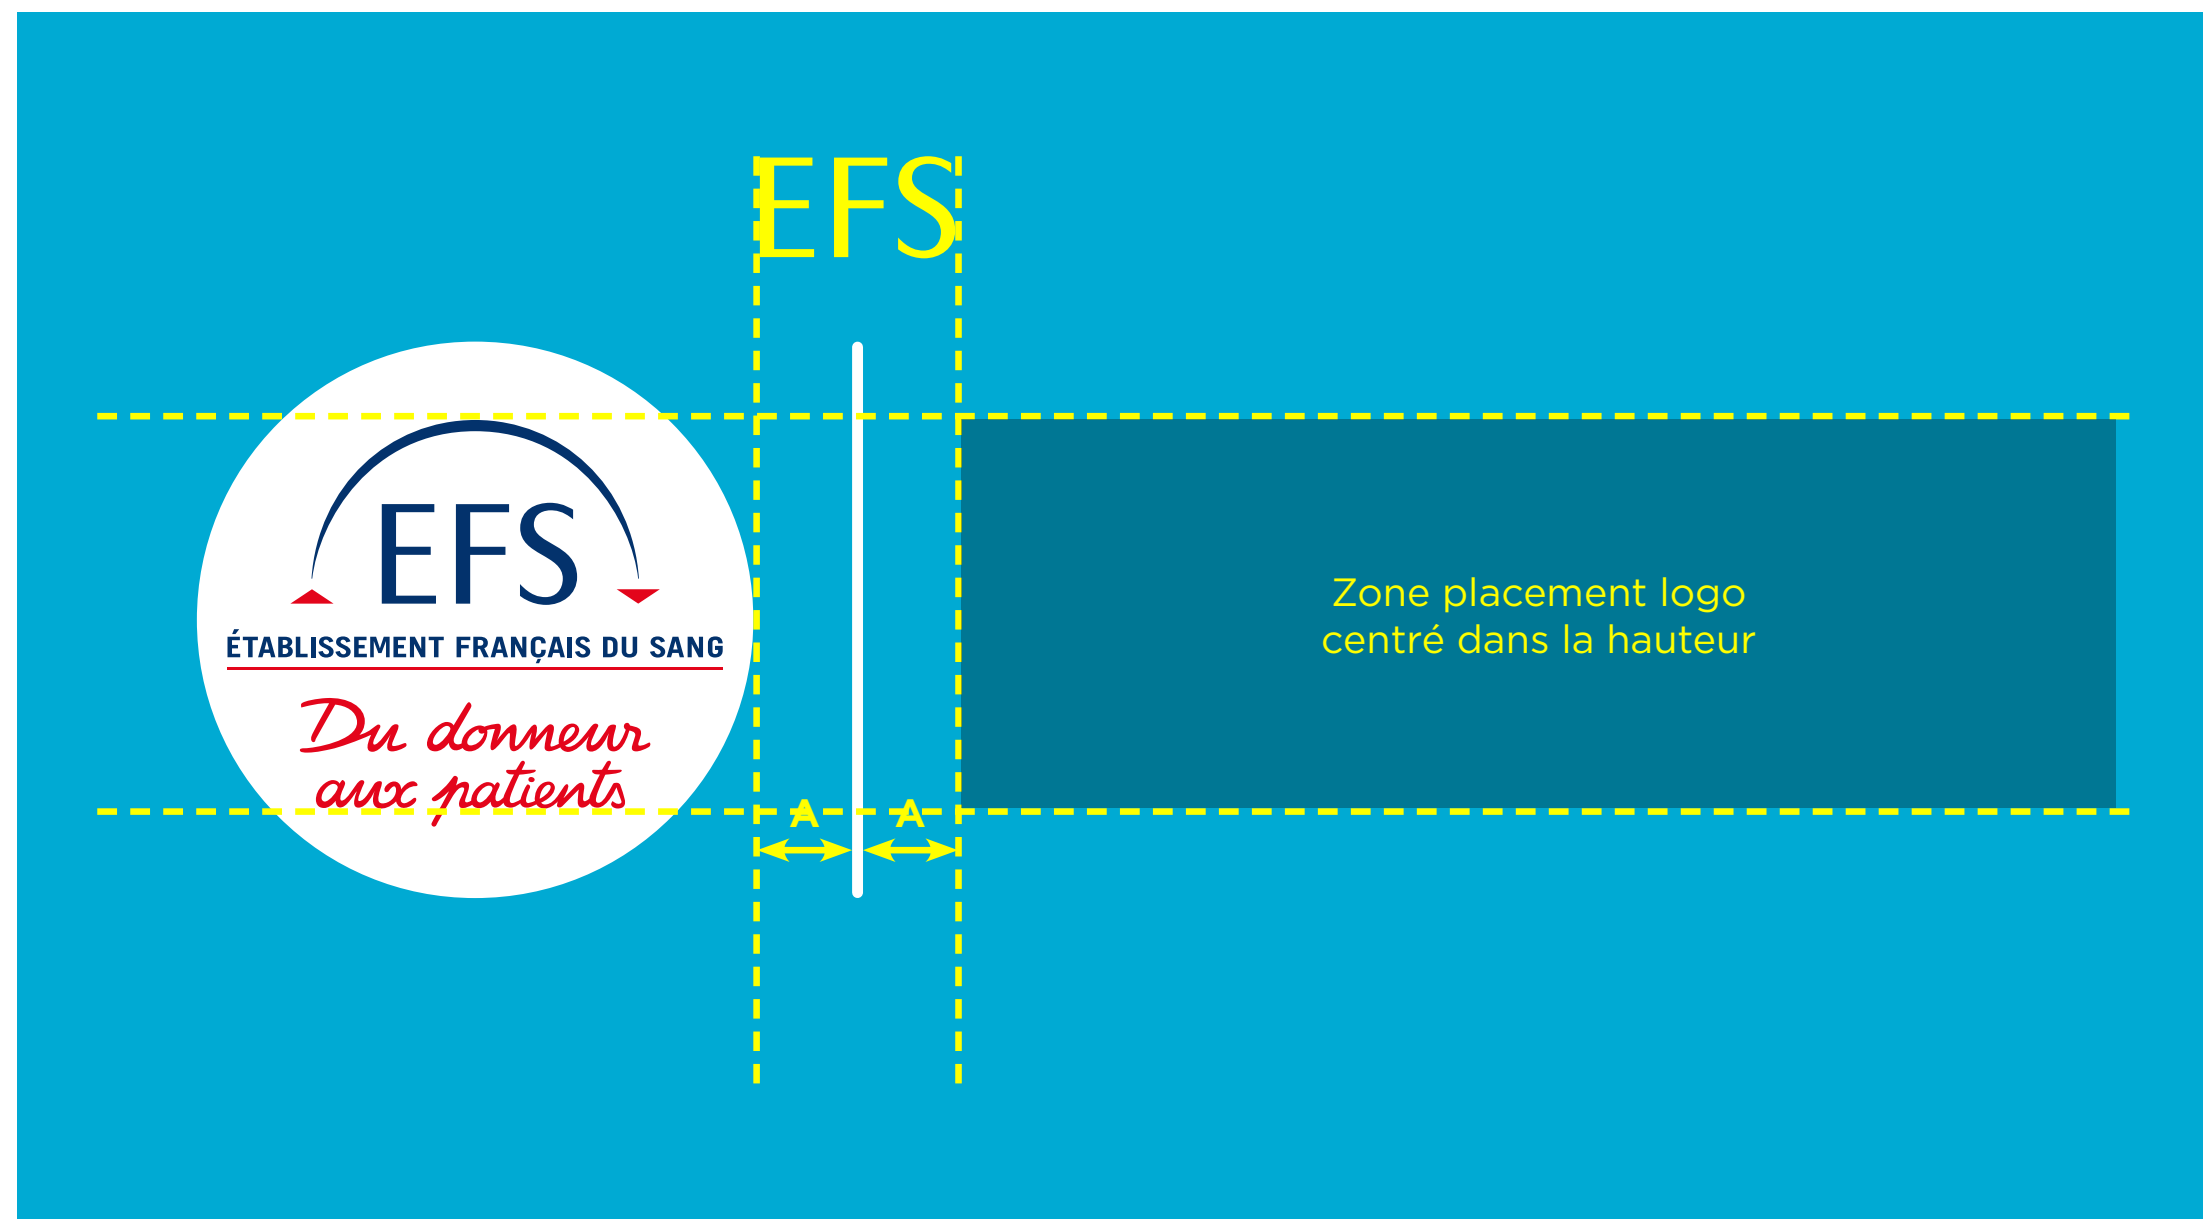 EFS
EFS
ÉTABLISSEMENT FRANÇAIS DU SANG
Du donneur
aux patients
A A
Zone placement logo
centré dans la hauteur